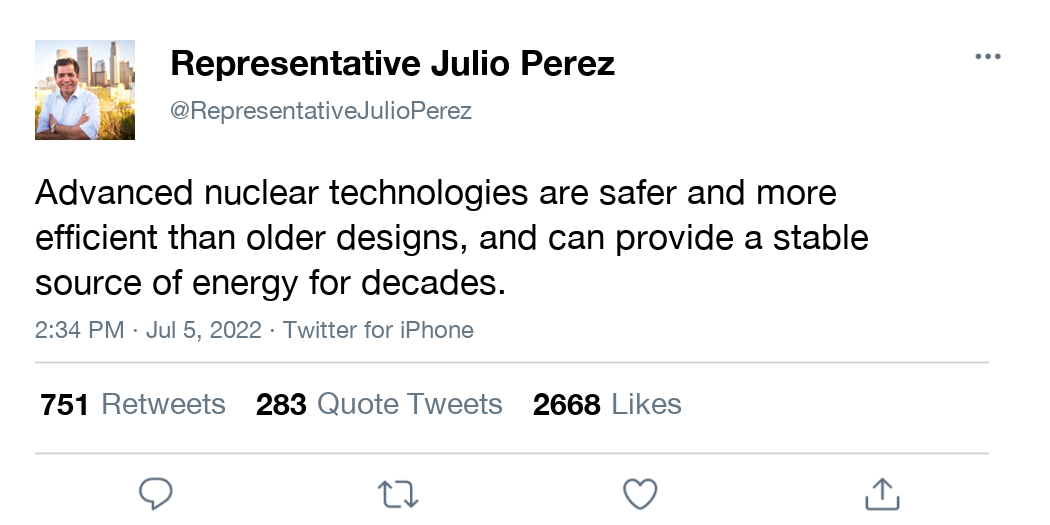 Representative Julio Perez
@RepresentativeJulioPerez
Advanced nuclear technologies are safer and more
efficient than older designs, and can provide a stable
source of energy for decades.
2:34 PM · Jul 5, 2022 · Twitter for iPhone
751 Retweets 283 Quote Tweets 2668 Likes